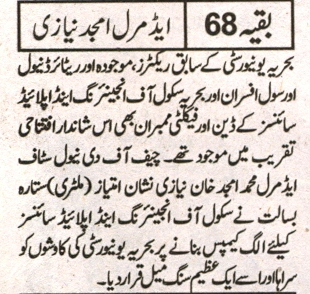 بقیہ 68 ایڈمرل امجد نیازی
بحریہ یونیورسٹی کے سابق ریکٹرز، موجودہ اور ریٹائرڈ نیول
اور سول افسران اور بحریہ سکول آف انجینئرنگ اینڈ اپلائیڈ
سائنسز کے ڈین اور فیکلٹی ممبران بھی اس شاندار افتتاحی
تقریب میں موجود تھے۔ چیف آف دی نیول سٹاف
ایڈمرل محمد امجد خان نیازی نشان امتیاز (ملٹری) ستارہ
بسالت نے سکول آف انجینئرنگ اینڈ اپلائیڈ سائنسز
کیلئے الگ کیمپس بنانے پر بحریہ یونیورسٹی کی کاوشوں کو
سراہا اور اسے ایک عظیم سنگ میل قرار دیا۔